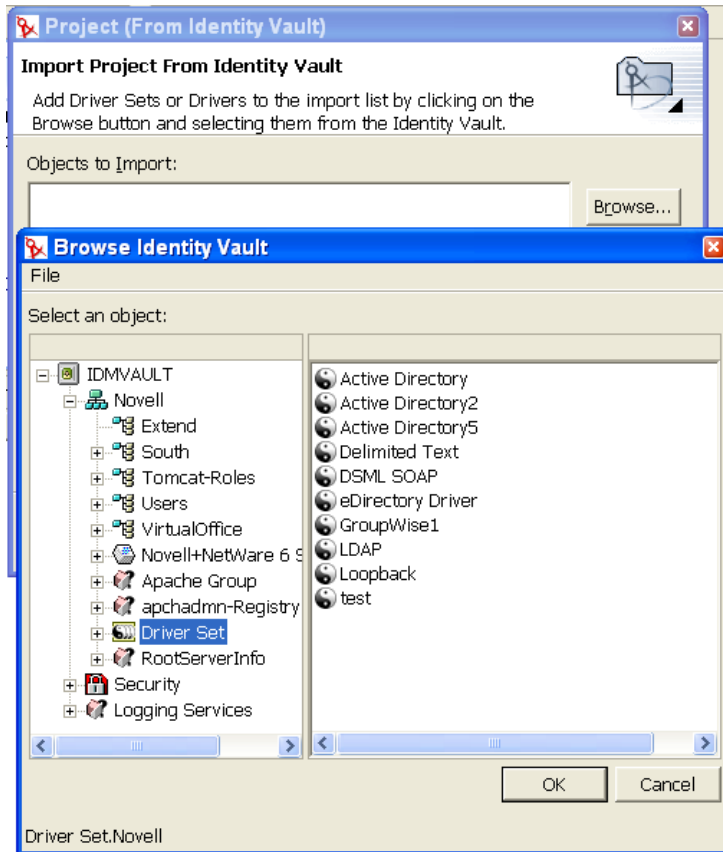 Project (From Identity Vault)
Import Project From Identity Vault
Add Driver Sets or Drivers to the import list by clicking on the
Browse button and selecting them from the Identity Vault.
Objects to Import:
Browse...
Browse Identity Vault
File
Select an object:
IDMVAULT
Novell
Extend
South
Tomcat-Roles
Users
VirtualOffice
Novell+NetWare 6 S
Apache Group
apchadmn-Registry
Driver Set
RootServerInfo
Security
Logging Services
Active Directory
Active Directory2
Active Directory5
Delimited Text
DSML SOAP
eDirectory Driver
GroupWise1
LDAP
Loopback
test
OK
Cancel
Driver Set.Novell